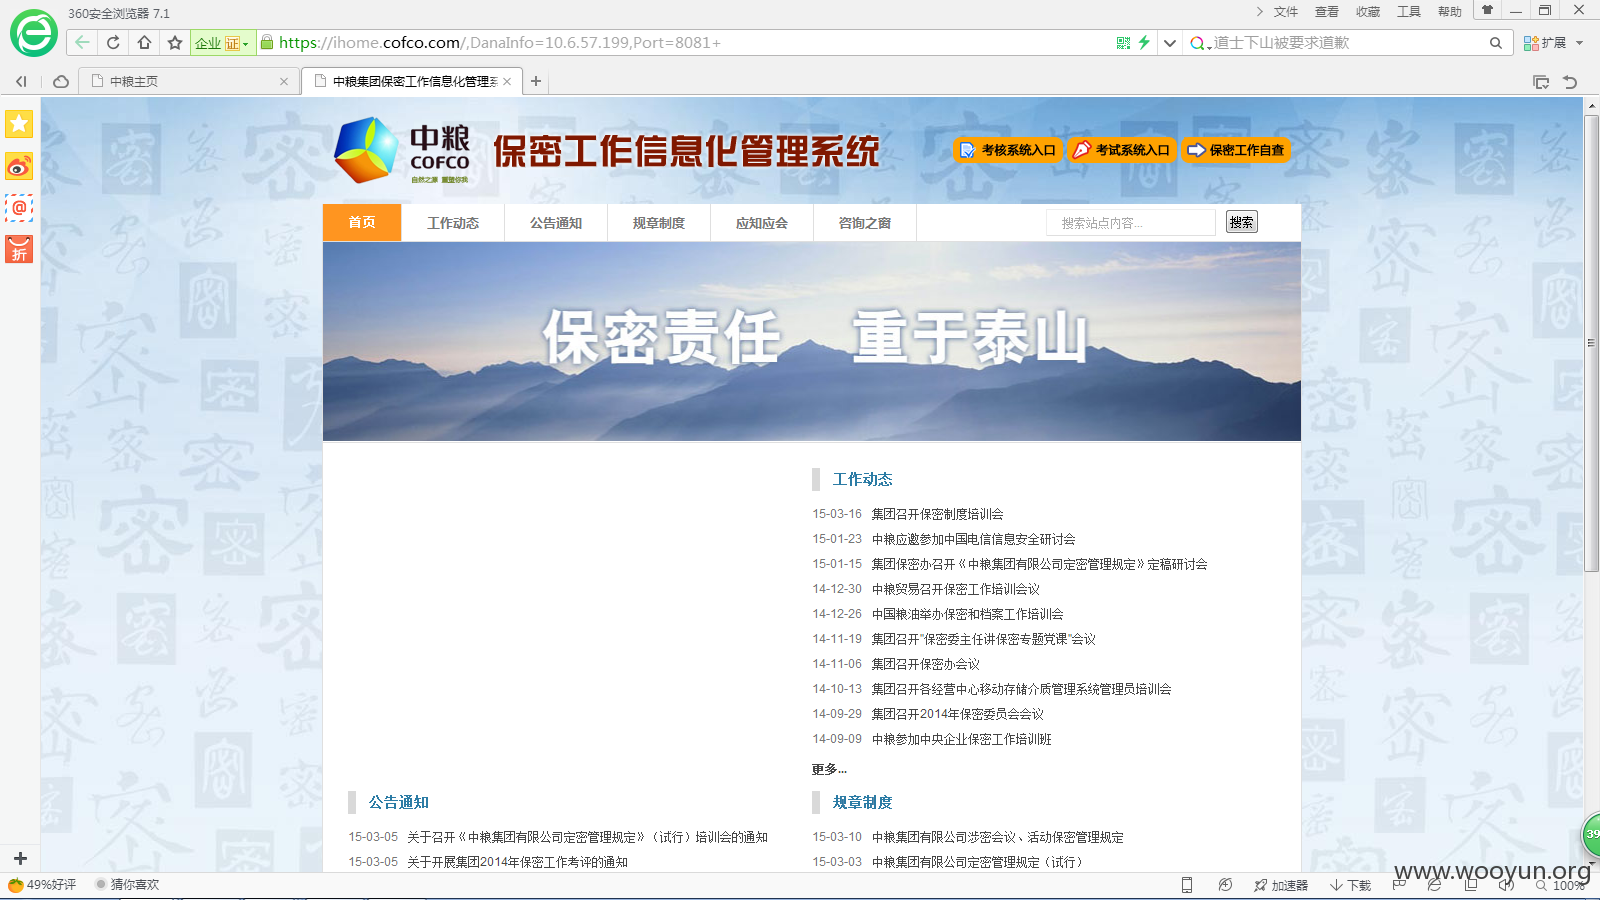 360安全浏览器 7.1
文件 查看 收藏 工具 帮助
企业 证 https://ihome.cofco.com/,DanaInfo=10.6.57.199,Port=8081+
道士下山被要求道歉
扩展
中粮主页
中粮集团保密工作信息化管理系
中粮
COFCO
自然之源 重塑你我
保密工作信息化管理系统
考核系统入口
考试系统入口
保密工作自查
首页 工作动态 公告通知 规章制度 应知应会 咨询之窗
搜索站点内容...
搜索
保密责任 重于泰山
@
折
工作动态
15-03-16 集团召开保密制度培训会
15-01-23 中粮应邀参加中国电信信息安全研讨会
15-01-15 集团保密办召开《中粮集团有限公司定密管理规定》定稿研讨会
14-12-30 中粮贸易召开保密工作培训会议
14-12-26 中国粮油举办保密和档案工作培训会
14-11-19 集团召开"保密委主任讲保密专题党课"会议
14-11-06 集团召开保密办会议
14-10-13 集团召开各经营中心移动存储介质管理系统管理员培训会
14-09-29 集团召开2014年保密委员会会议
14-09-09 中粮参加中央企业保密工作培训班
更多...
公告通知
15-03-05 关于召开《中粮集团有限公司定密管理规定》（试行）培训会的通知
15-03-05 关于开展集团2014年保密工作考评的通知
规章制度
15-03-10 中粮集团有限公司涉密会议、活动保密管理规定
15-03-03 中粮集团有限公司定密管理规定（试行）
39
www.wooyun.org
49%好评 猜你喜欢
加速器 下载 100%